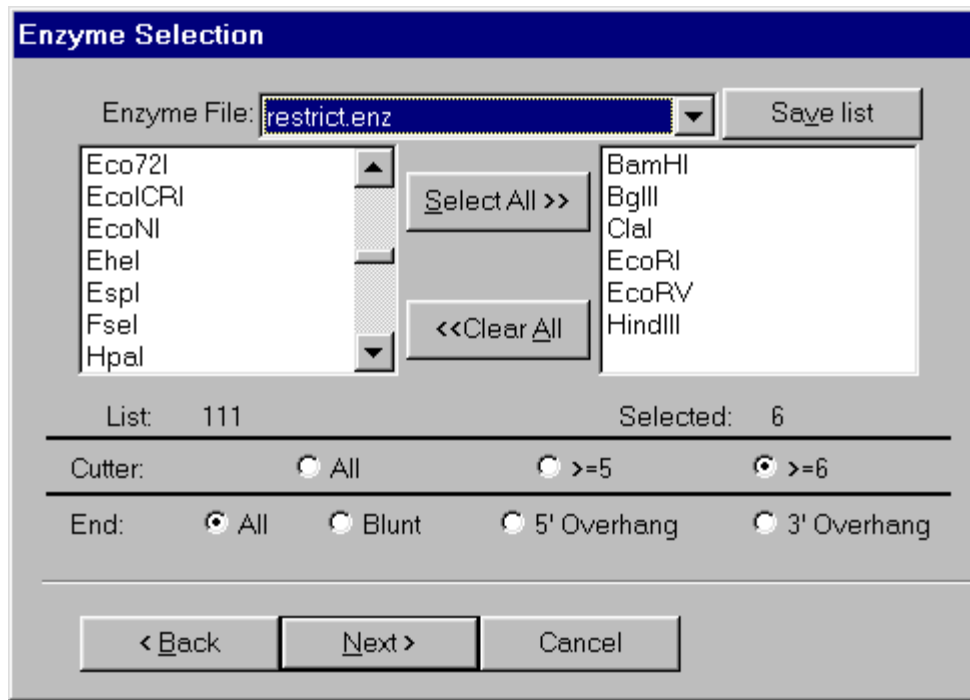 Enzyme Selection
Enzyme File: restrict.enz Save list
Eco72I
EcoICRI
EcoNI
EheI
EspI
FseI
HpaI
Select All >>
<<Clear All
BamHI
BglII
ClaI
EcoRI
EcoRV
HindIII
List: 111 Selected: 6
Cutter: All >=5 >=6
End: All Blunt 5' Overhang 3' Overhang
< Back Next > Cancel